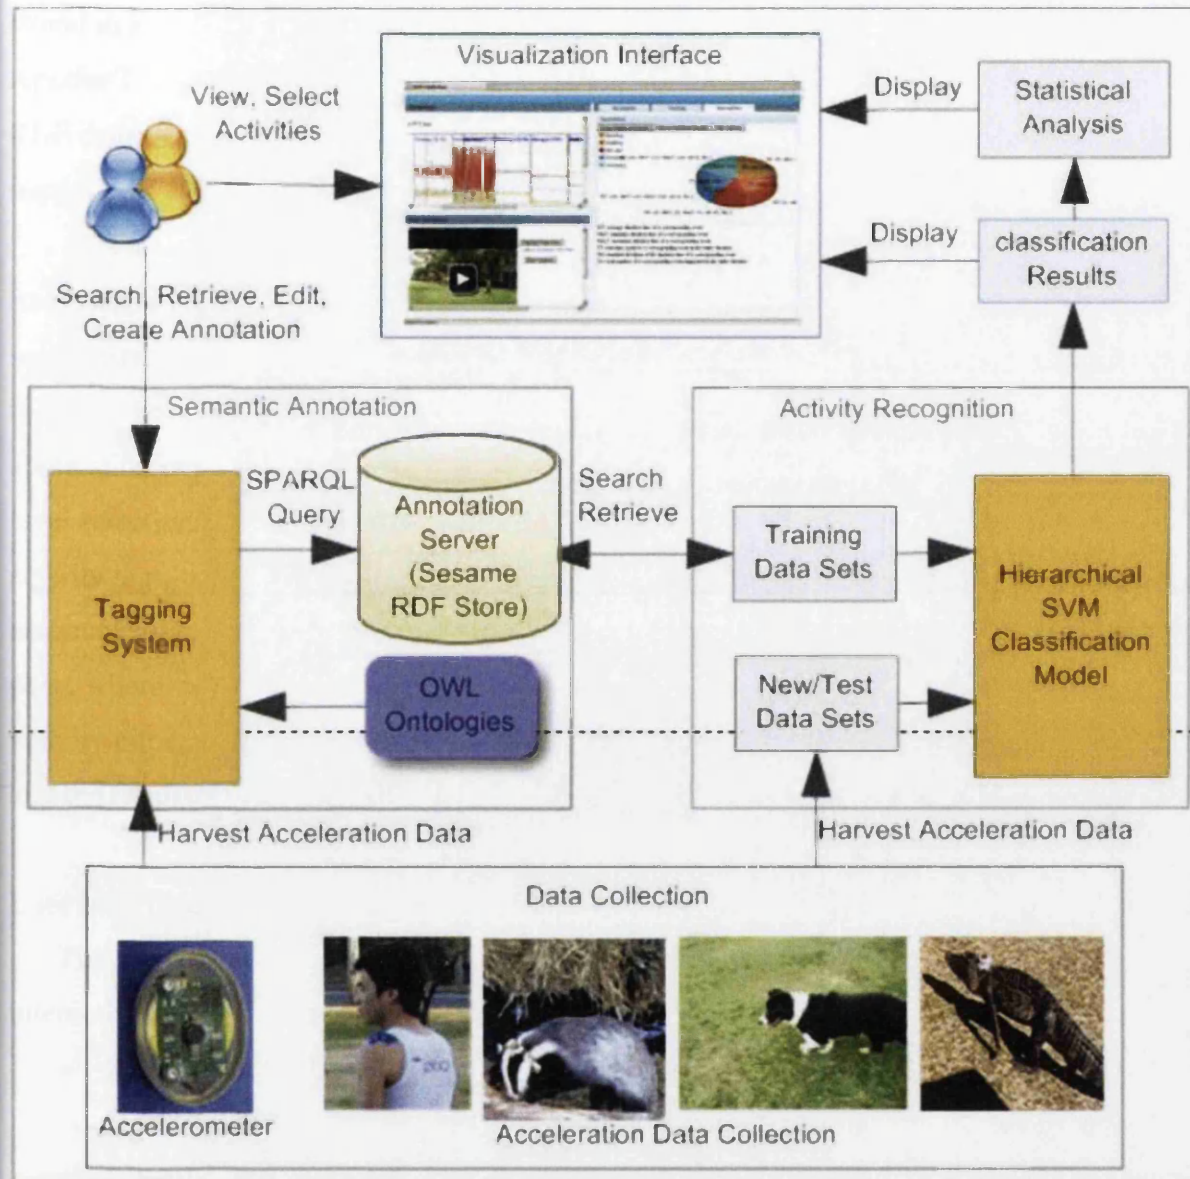 Visualization Interface
View, Select
Activities
Display
Statistical
Analysis
Display
classification
Results
Search, Retrieve, Edit,
Create Annotation
Semantic Annotation
Activity Recognition
SPARQL
Query
Annotation
Server
(Sesame
RDF Store)
Search
Retrieve
Training
Data Sets
Hierarchical
SVM
Classification
Model
Tagging
System
OWL
Ontologies
New/Test
Data Sets
Harvest Acceleration Data
Harvest Acceleration Data
Data Collection
Accelerometer
Acceleration Data Collection